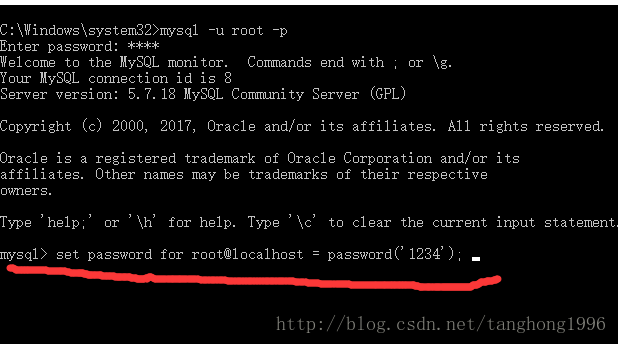 C:\Windows\system32>mysql -u root -p
Enter password: ****
Welcome to the MySQL monitor.  Commands end with ; or \g.
Your MySQL connection id is 8
Server version: 5.7.18 MySQL Community Server (GPL)
Copyright (c) 2000, 2017, Oracle and/or its affiliates. All rights reserved.
Oracle is a registered trademark of Oracle Corporation and/or its
affiliates. Other names may be trademarks of their respective
owners.
Type 'help;' or '\h' for help. Type '\c' to clear the current input statement.
mysql> set password for root@localhost = password('1234');
http://blog.csdn.net/tanghong1996